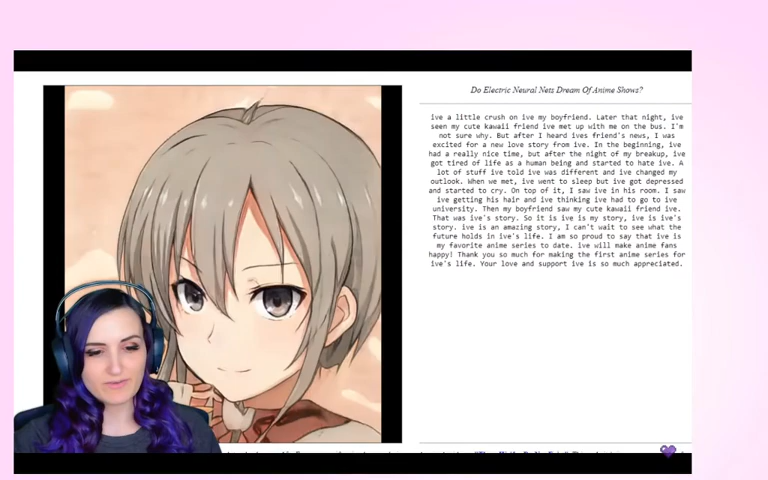 Do Electric Neural Nets Dream Of Anime Shows?
ive a little crush on ive my boyfriend. Later that night, ive
seen my cute kawaii friend ive met up with me on the bus. I'm
not sure why. But after I heard ives friend's news, I was
excited for a new love story from ive. In the beginning, ive
had a really nice time, but after the night of my breakup, ive
got tired of life as a human being and started to hate ive. A
lot of stuff ive told ive was different and ive changed my
outlook. When we met, ive went to sleep but ive got depressed
and started to cry. On top of it, I saw ive in his room. I saw
ive getting his hair and ive thinking ive had to go to ive
university. Then my boyfriend saw my cute kawaii friend ive.
That was ive's story. So it is ive is my story, ive is ive's
story. ive is an amazing story, I can't wait to see what the
future holds in ive's life. I am so proud to say that ive is
my favorite anime series to date. ive will make anime fans
happy! Thank you so much for making the first anime series for
ive's life. Your love and support ive is so much appreciated.